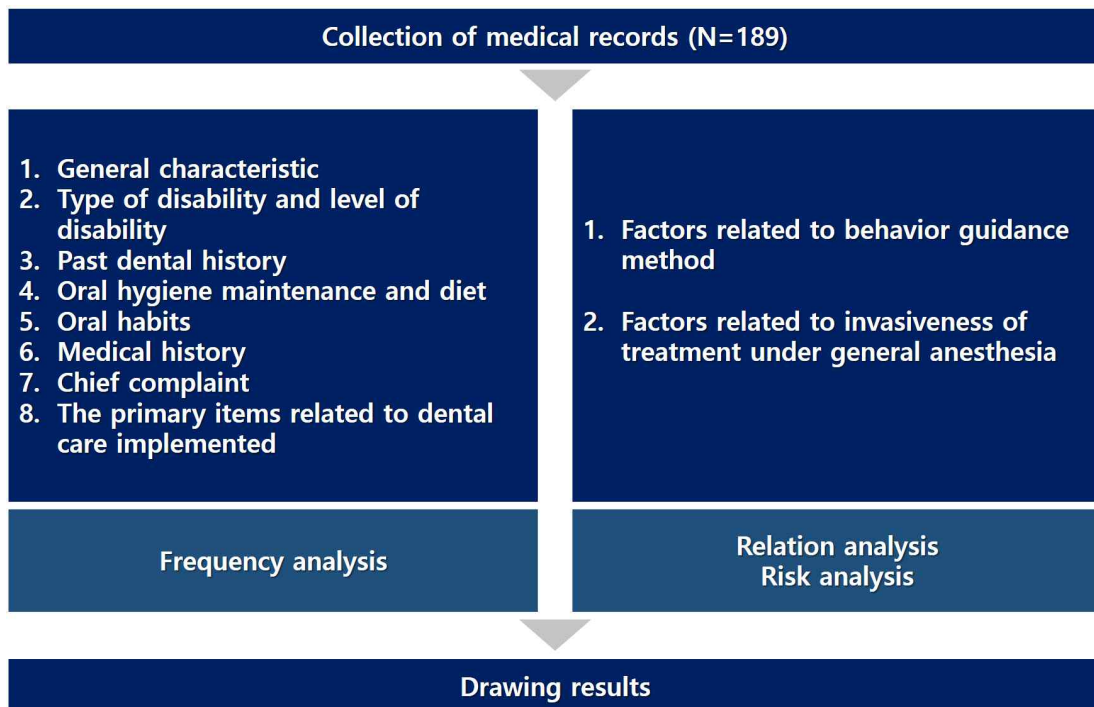 Collection of medical records (N=189)
1. General characteristic
2. Type of disability and level of
disability
3. Past dental history
4. Oral hygiene maintenance and diet
5. Oral habits
6. Medical history
7. Chief complaint
8. The primary items related to dental
care implemented
Frequency analysis
1. Factors related to behavior guidance
method
2. Factors related to invasiveness of
treatment under general anesthesia
Relation analysis
Risk analysis
Drawing results